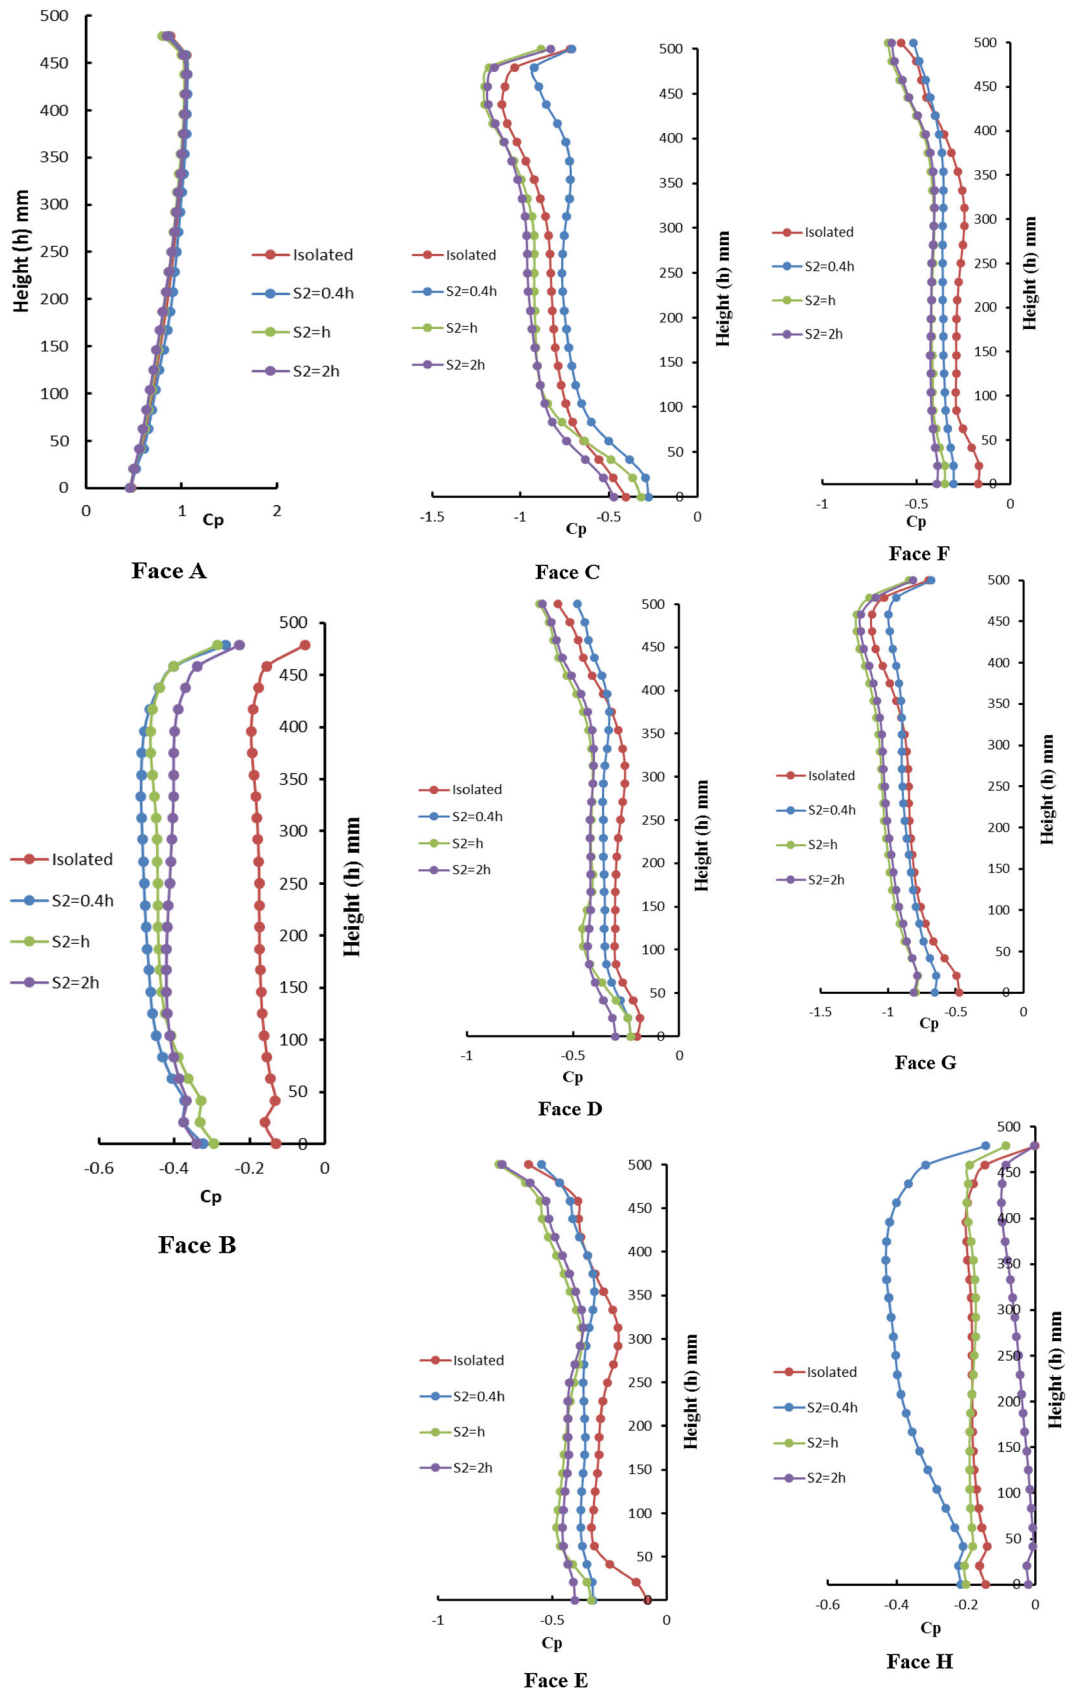 500
450
400
350
300
250
200
150
100
50
0
Height (h) mm
0
1
2
Cp
Isolated
S2=0.4h
S2=h
S2=2h
Face A
500
450
400
350
300
250
200
150
100
50
0
Height (h) mm
-1.5
-1
-0.5
0
Cp
Isolated
S2=0.4h
S2=h
S2=2h
Face C
500
450
400
350
300
250
200
150
100
50
0
Height (h) mm
-1
-0.5
0
Cp
Isolated
S2=0.4h
S2=h
S2=2h
Face F
500
450
400
350
300
250
200
150
100
50
0
Height (h) mm
-0.6
-0.4
-0.2
0
Cp
Isolated
S2=0.4h
S2=h
S2=2h
Face B
500
450
400
350
300
250
200
150
100
50
0
Height (h) mm
-1
-0.5
0
Cp
Isolated
S2=0.4h
S2=h
S2=2h
Face D
500
450
400
350
300
250
200
150
100
50
0
Height (h) mm
-1.5
-1
-0.5
0
Cp
Isolated
S2=0.4h
S2=h
S2=2h
Face G
500
450
400
350
300
250
200
150
100
50
0
Height (h) mm
-1
-0.5
0
Cp
Isolated
S2=0.4h
S2=h
S2=2h
Face E
500
450
400
350
300
250
200
150
100
50
0
Height (h) mm
-0.6
-0.4
-0.2
0
Cp
Isolated
S2=0.4h
S2=h
S2=2h
Face H